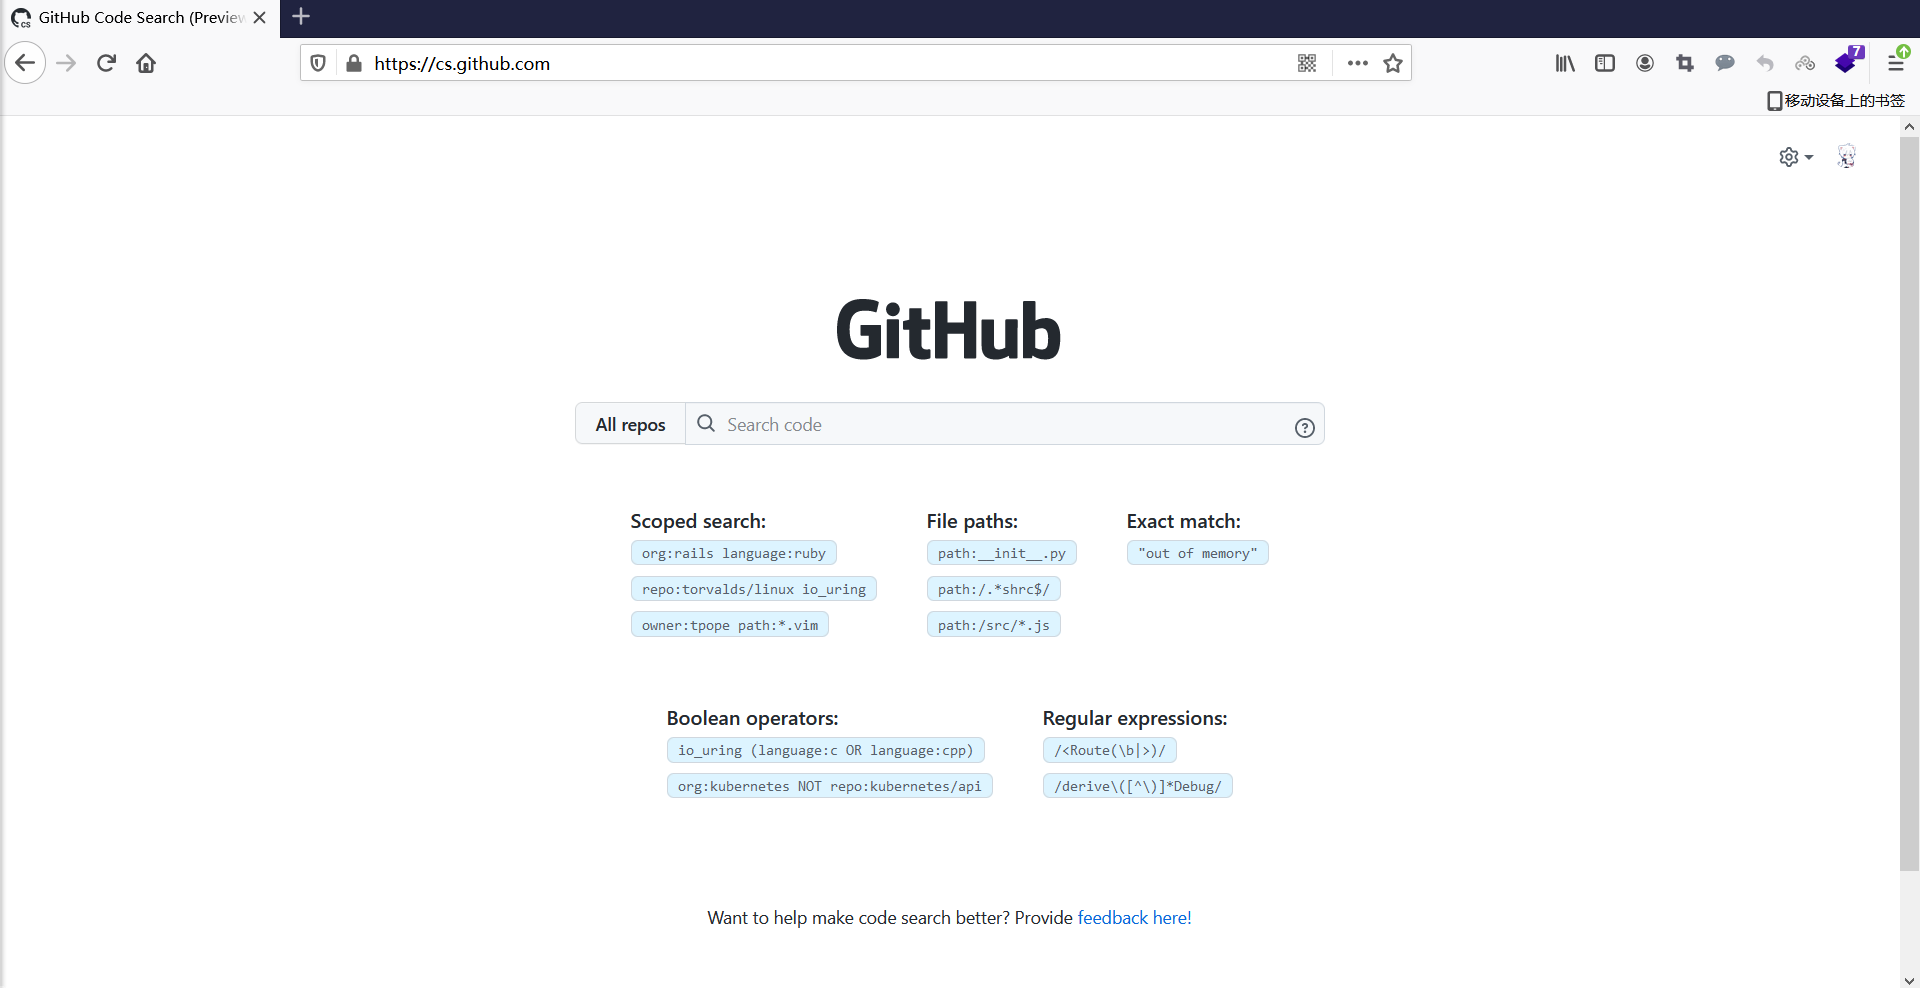 GitHub Code Search (Preview
https://cs.github.com
7
移动设备上的书签
GitHub
All repos
Search code
Scoped search:
org:rails language:ruby
repo:torvalds/linux io_uring
owner:tpope path:*.vim
File paths:
path:__init__.py
path:/.*shrc$/
path:/src/*.js
Exact match:
"out of memory"
Boolean operators:
io_uring (language:c OR language:cpp)
org:kubernetes NOT repo:kubernetes/api
Regular expressions:
/<Route(\b|>)/
/derive\([^\)]*Debug/
Want to help make code search better? Provide feedback here!